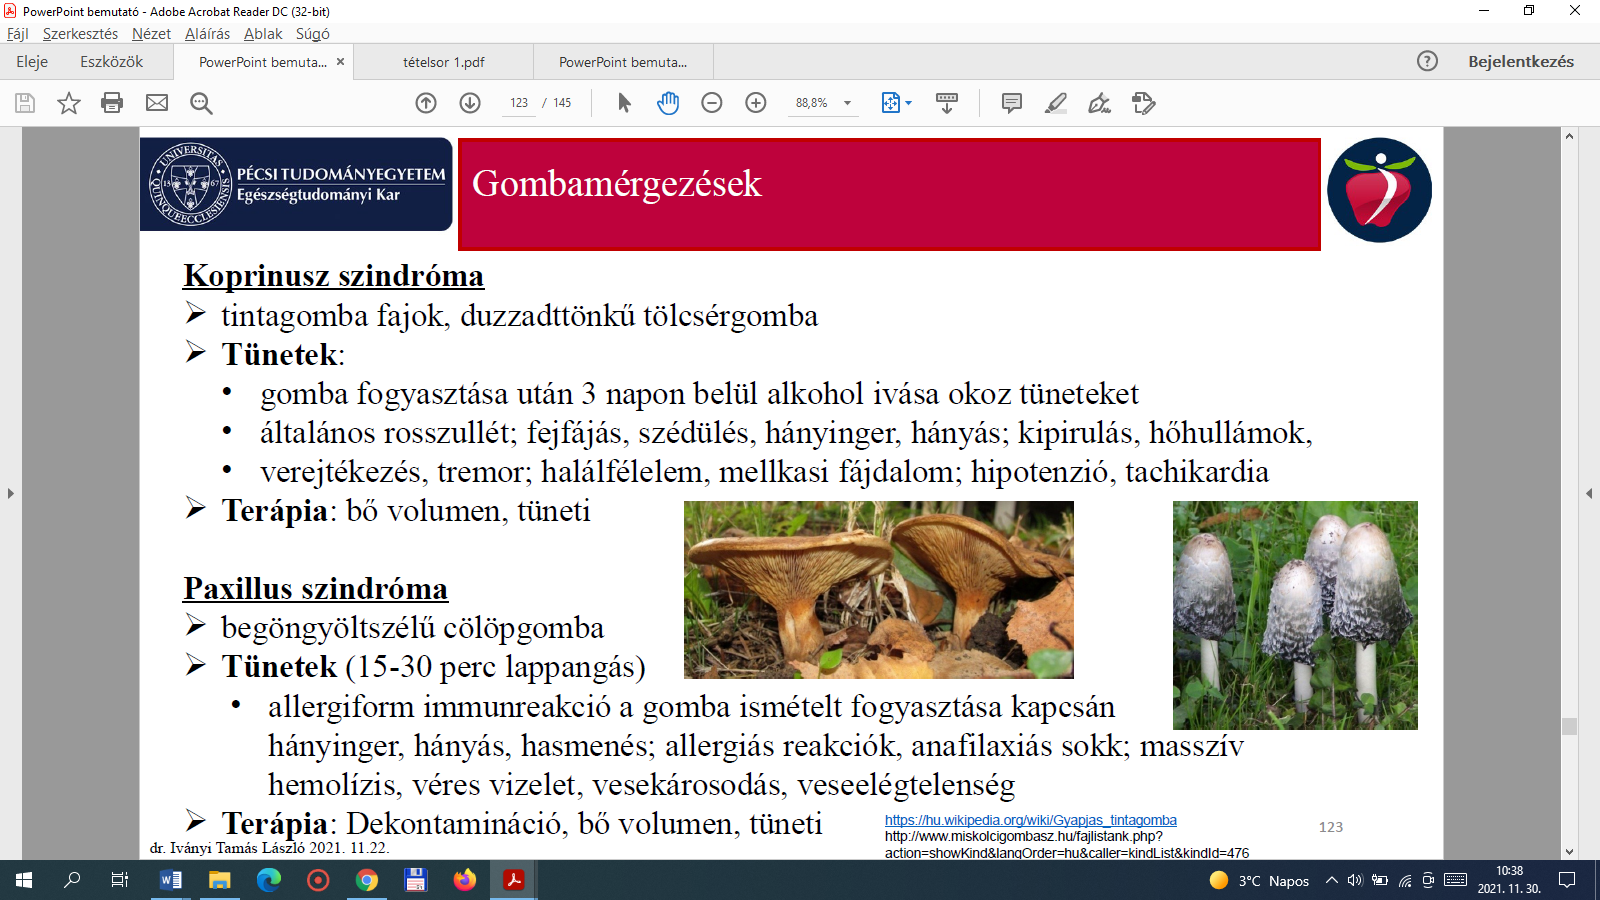 PowerPoint bemutató - Adobe Acrobat Reader DC (32-bit)
Fájl Szerkesztés Nézet Aláírás Ablak Súgó
Eleje Eszközök PowerPoint bemuta... × tételsor 1.pdf PowerPoint bemuta... Bejelentkezés
123 / 145 88,8%
UNIVERSITAS QUINQUEECCLESIENSIS
1367
PÉCSI TUDOMÁNYEGYETEM
Egészségtudományi Kar
Gombamérgezések
Koprinusz szindróma
➢ tintagomba fajok, duzzadttönkű tölcsérgomba
➢ Tünetek:
• gomba fogyasztása után 3 napon belül alkohol ivása okoz tüneteket
• általános rosszullét; fejfájás, szédülés, hányinger, hányás; kipirulás, hőhullámok,
• verejtékezés, tremor; halálfélelem, mellkasi fájdalom; hipotenzió, tachikardia
➢ Terápia: bő volumen, tüneti
Paxillus szindróma
➢ begöngyöltszélű cölöpgomba
➢ Tünetek (15-30 perc lappangás)
• allergiform immunreakció a gomba ismételt fogyasztása kapcsán
hányinger, hányás, hasmenés; allergiás reakciók, anafilaxiás sokk; masszív
hemolízis, véres vizelet, vesekárosodás, veseelégtelenség
➢ Terápia: Dekontamináció, bő volumen, tüneti
dr. Iványi Tamás László 2021. 11.22.
https://hu.wikipedia.org/wiki/Gyapjas_tintagomba
http://www.miskolcigombasz.hu/fajlistank.php?
action=showKind&langOrder=hu&caller=kindList&kindId=476
123
3°C Napos
10:38
2021. 11. 30.